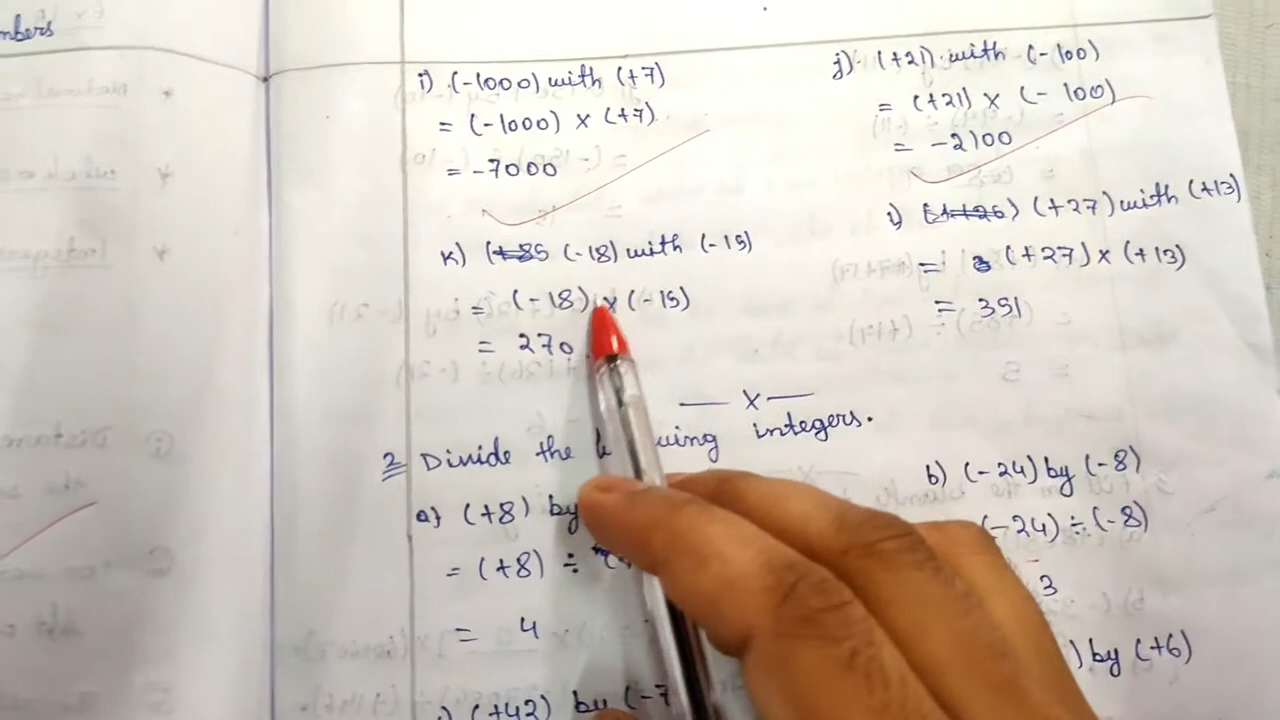 mbers
i) (-1000) with (+7)
= (-1000) × (+7)
= -7000
j) (+21) with (-100)
= (+21) × (-100)
= -2100
k) (-18) with (-15)
= (-18) × (-15)
= 270
l) (+27) with (+13)
= (+27) × (+13)
= 351
— x —
2 Divide the integers.
a) (+8) by
= (+8) ÷
= 4
b) (-24) by (-8)
(-24) ÷ (-8)
3
(+42) by (-7
) by (+6)